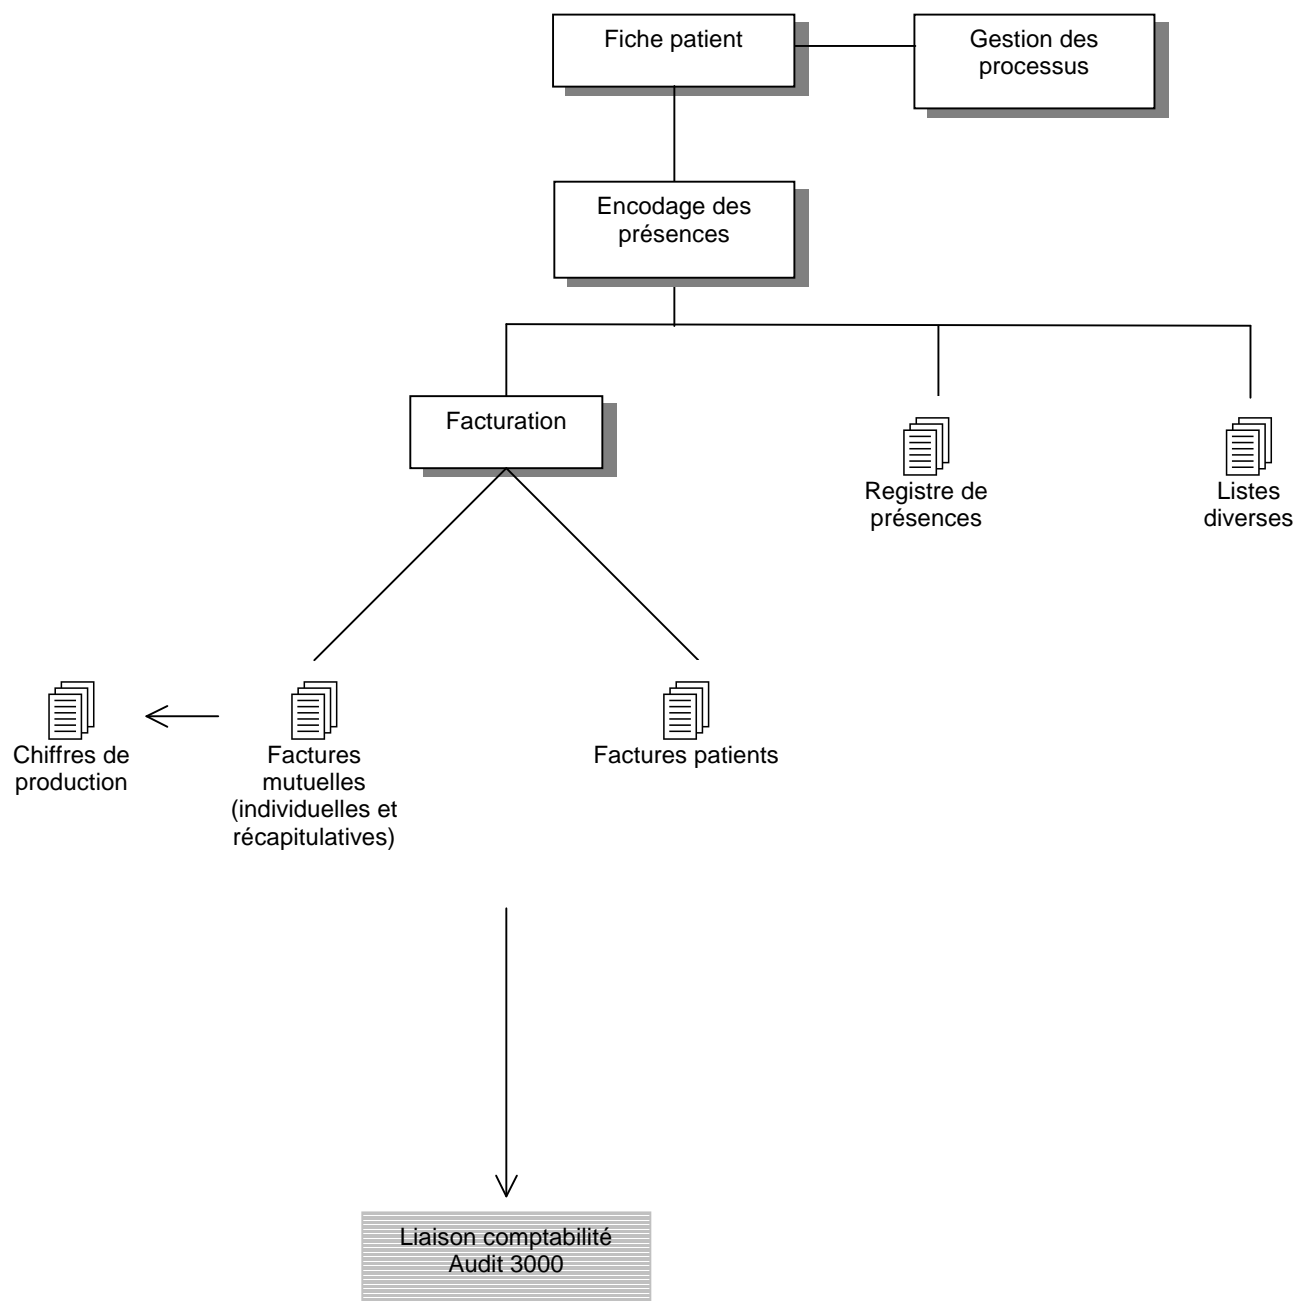 Fiche patient
Gestion des
processus
Encodage des
présences
Facturation
Registre de
présences
Listes
diverses
Chiffres de
production
Factures
mutuelles
(individuelles et
récapitulatives)
Factures patients
Liaison comptabilité
Audit 3000